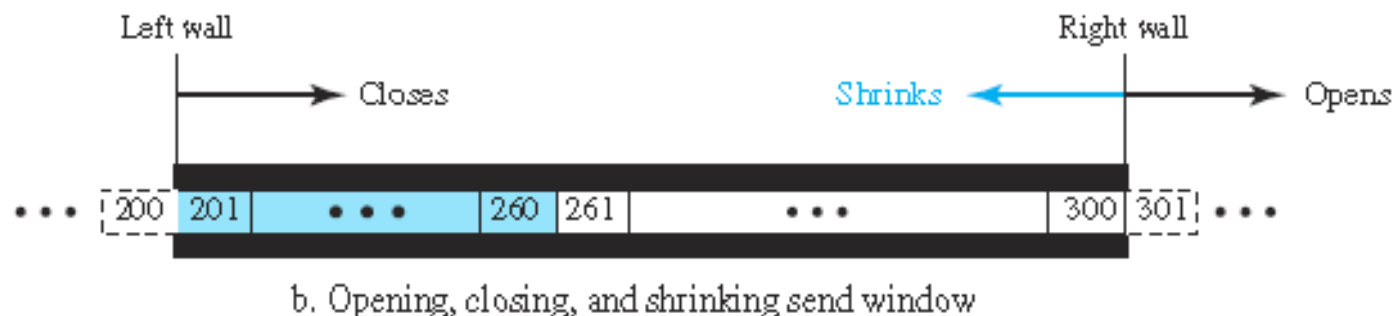 Left wall Right wall
Closes Shrinks Opens
••• 200 201 ••• 260 261 ••• 300 301 •••
b. Opening, closing, and shrinking send window